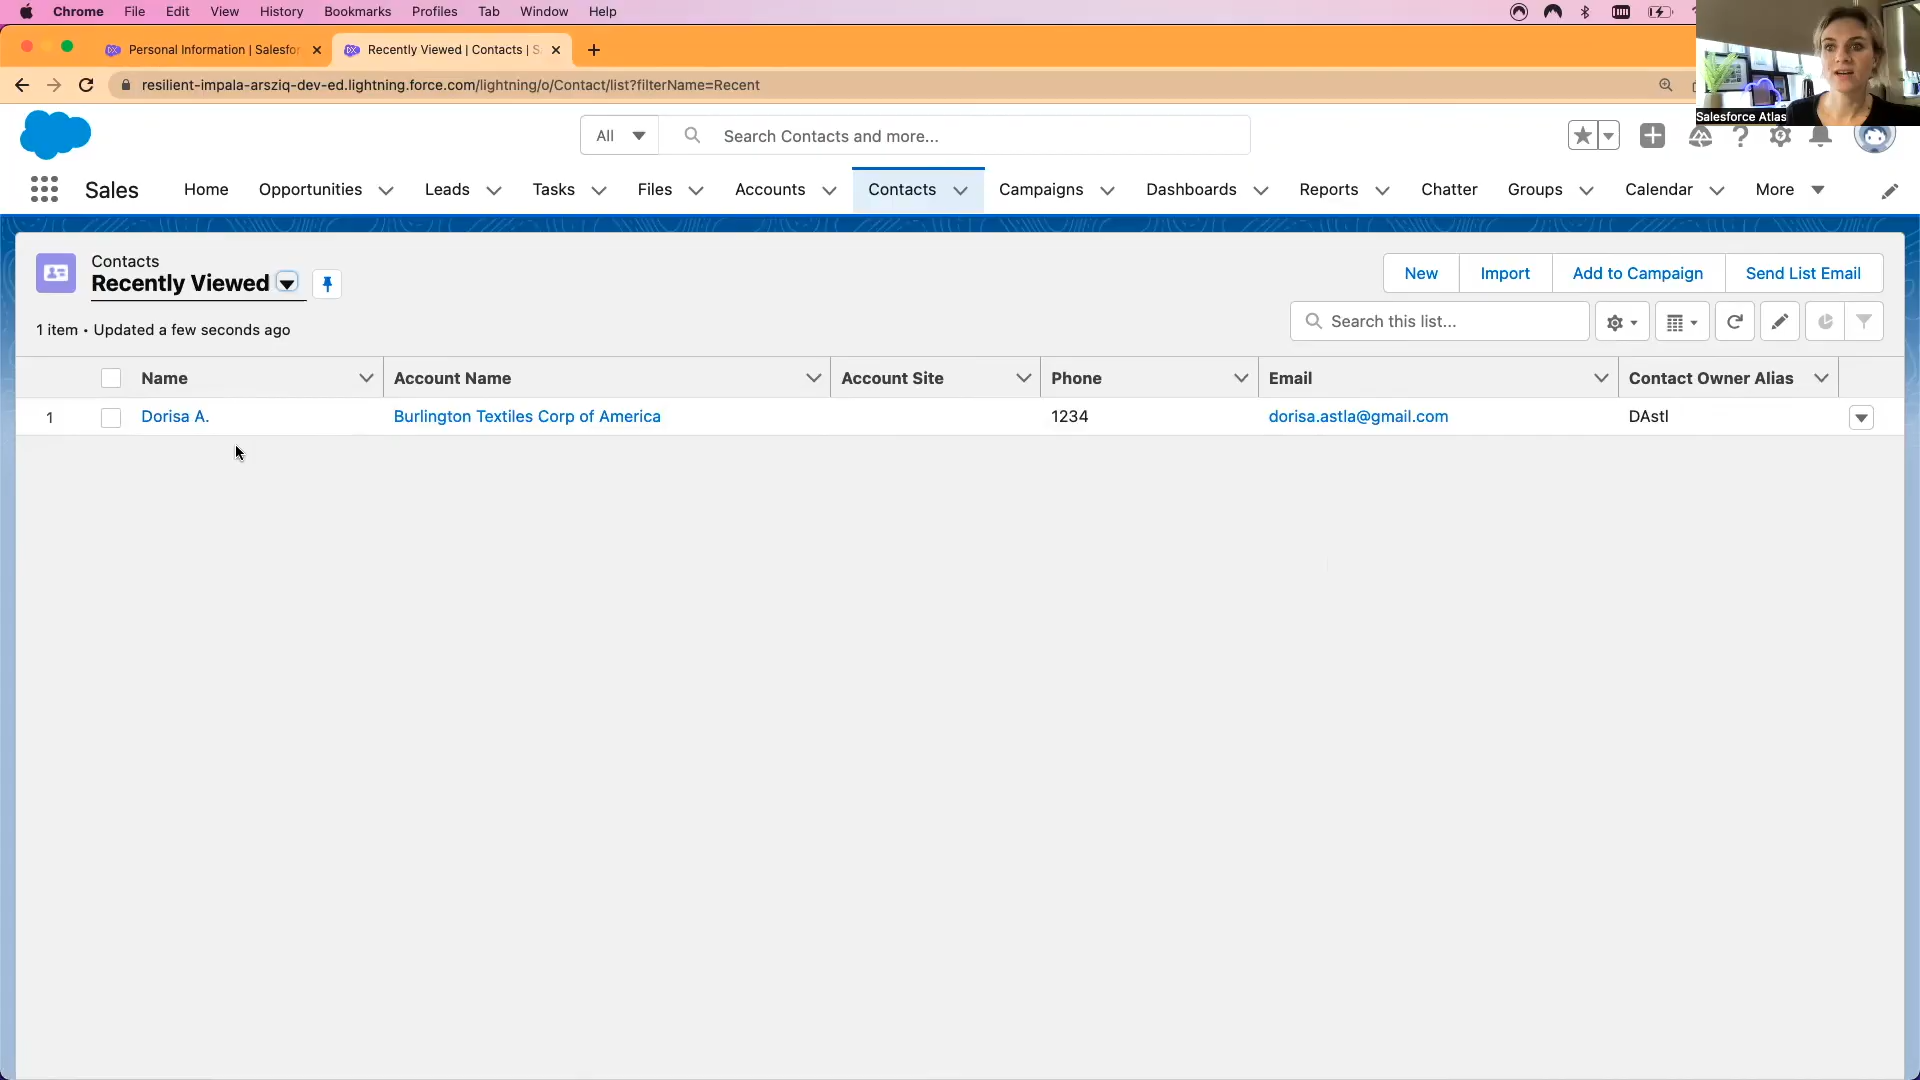 Chrome File Edit View History Bookmarks Profiles Tab Window Help
Personal Information | Salesfo
Recently Viewed | Contacts | S
resilient-impala-arsziq-dev-ed.lightning.force.com/lightning/o/Contact/list?filterName=Recent
Salesforce Atlas
All
Search Contacts and more...
Sales Home Opportunities Leads Tasks Files Accounts Contacts Campaigns Dashboards Reports Chatter Groups Calendar More
Contacts
Recently Viewed
New Import Add to Campaign Send List Email
1 item • Updated a few seconds ago
Search this list...
Name Account Name Account Site Phone Email Contact Owner Alias
1 Dorisa A. Burlington Textiles Corp of America 1234 dorisa.astla@gmail.com DAstl